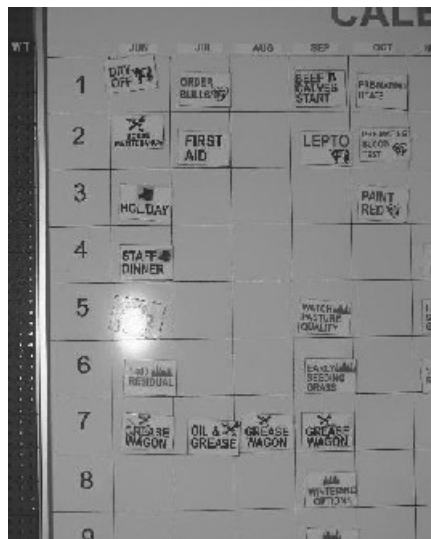 CALE
JUN JUL AUG SEP OCT
1
DRY
OFF
ORDER
BULLS
BEEF
CALVES
START
2
FIRST
AID
LEPTO
BLOOD
TEST
3
HOLIDAY
PAINT
RED
4
STAFF
DINNER
5
WATCH
PASTURE
QUALITY
6
RESIDUAL
EARLY
SEEDING
GRASS
7
GREASE
WAGON
OIL &
GREASE
GREASE
WAGON
GREASE
WAGON
8
OPTIONS
9